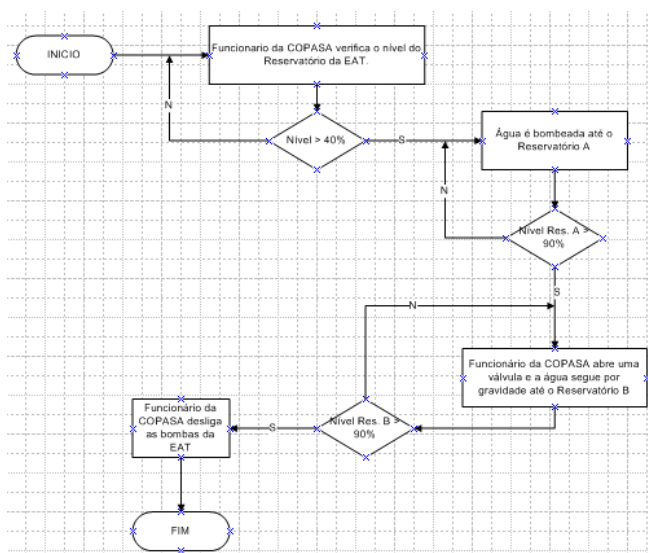 INICIO
Funcionario da COPASA verifica o nível do
Reservatório da EAT.
N
Nível > 40%
S
Água é bombeada até o
Reservatório A
N
Nível Res. A >
90%
S
N
Funcionário da COPASA abre uma
válvula e a água segue por
gravidade até o Reservatório B
Nível Res. B >
90%
S
Funcionário da
COPASA desliga
as bombas da
EAT
FIM